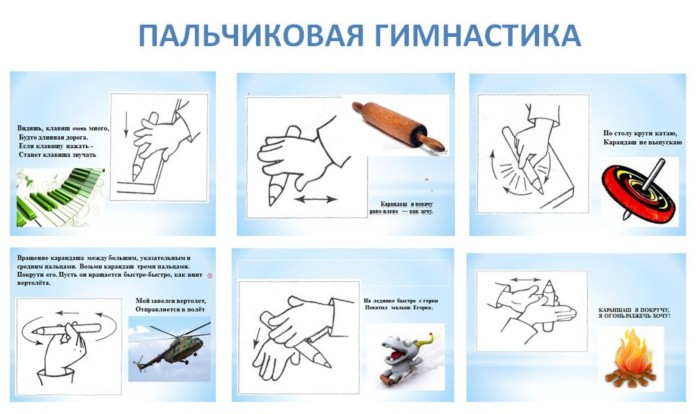 ПАЛЬЧИКОВАЯ ГИМНАСТИКА
Видишь, клавиш очень много,
Будто длинная дорога.
Если клавишу нажать –
Станет клавиша звучать
Карандаш я покачу
вправо-влево — как хочу.
По столу круги катаю,
Карандаш не выпускаю
Вращение карандаша между большим, указательным и
средним пальцами. Возьми карандаш тремя пальцами.
Покрути его. Пусть он вращается быстро-быстро, как винт
вертолёта.
Мой завелся вертолет,
Отправляется в полёт
На леднике быстро с горки
Покатил малыш Егорка.
КАРАНДАШ Я ПОКРУЧУ,
Я ОГОНЬ РАЗЖЕЧЬ ХОЧУ!